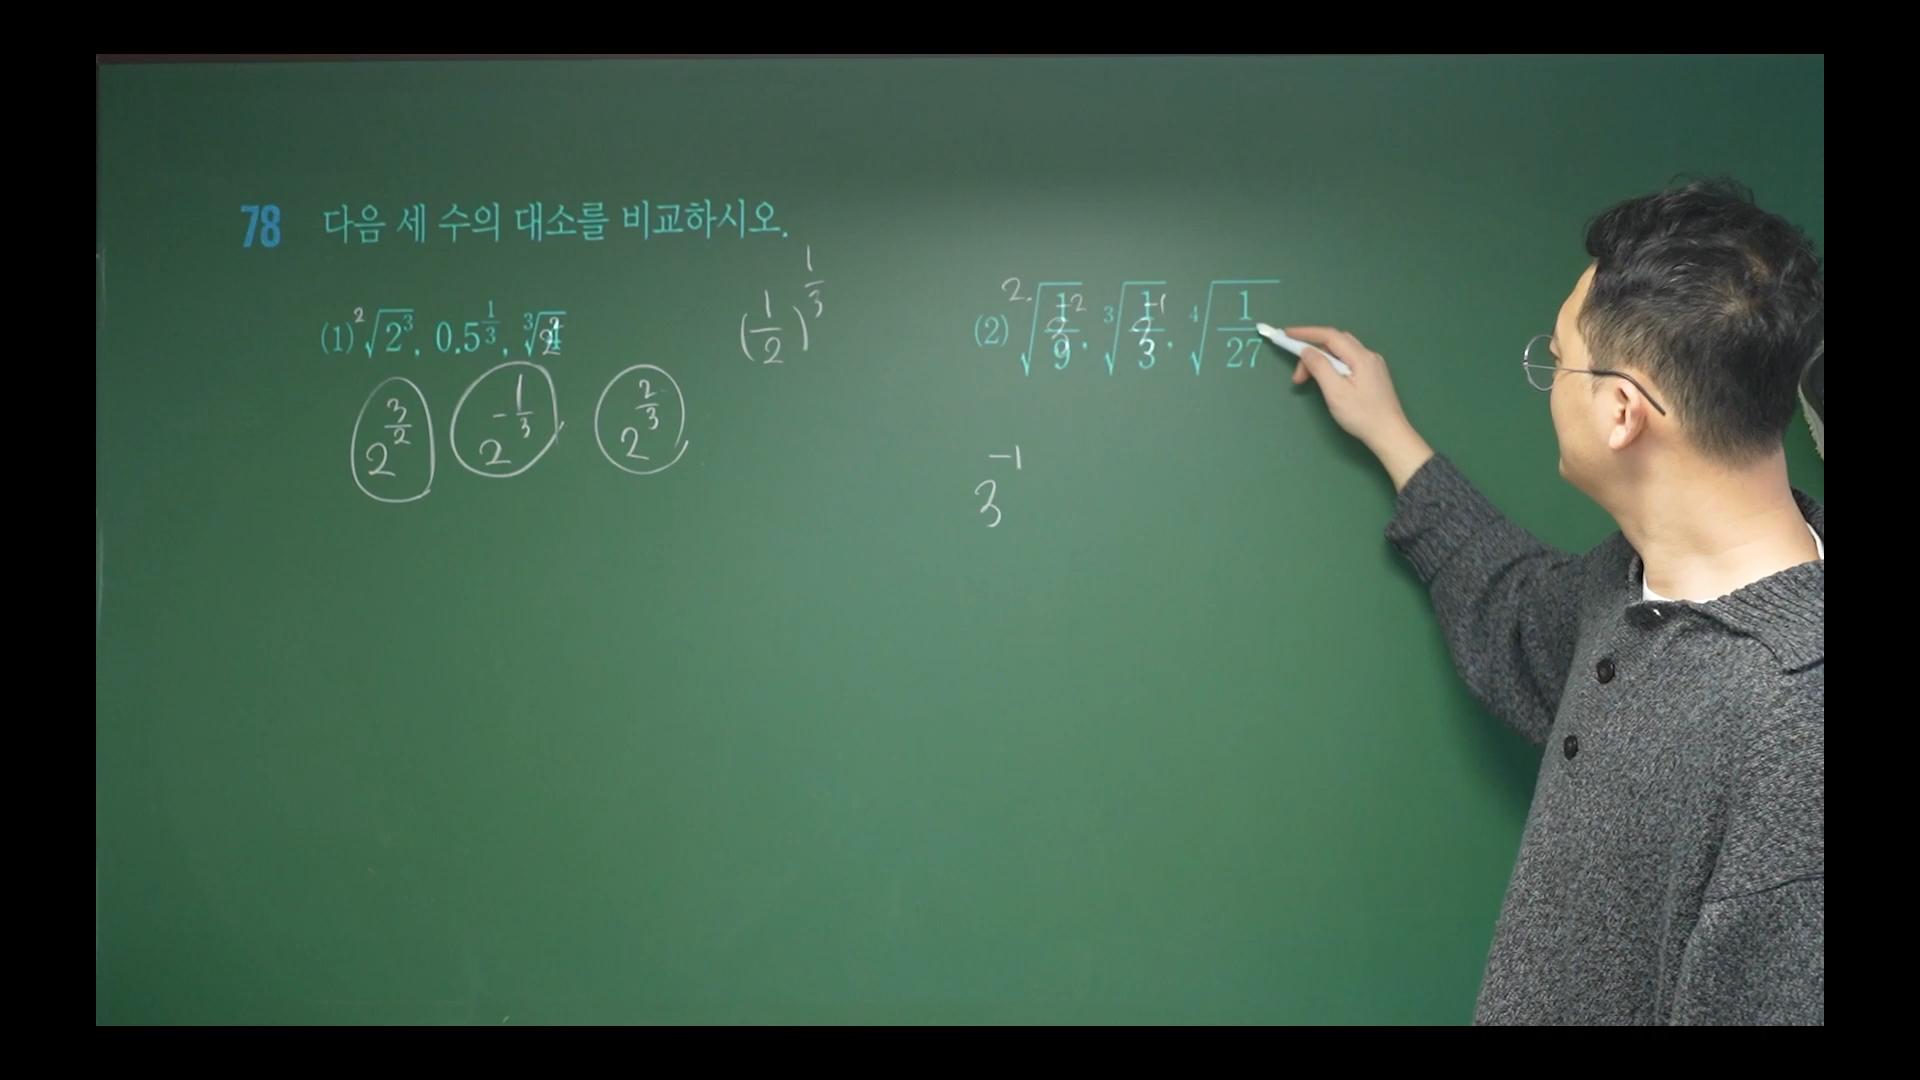 78 다음 세 수의 대소를 비교하시오.
(1) ²√2³, 0.5^(1/3), ³√4
2²
(1/2)^(1/3)
2^(3/2) 2^(-1/3) 2^(2/3)
(2) ²√(1/9), ³√(1/3), ⁴√(1/27)
3⁻¹